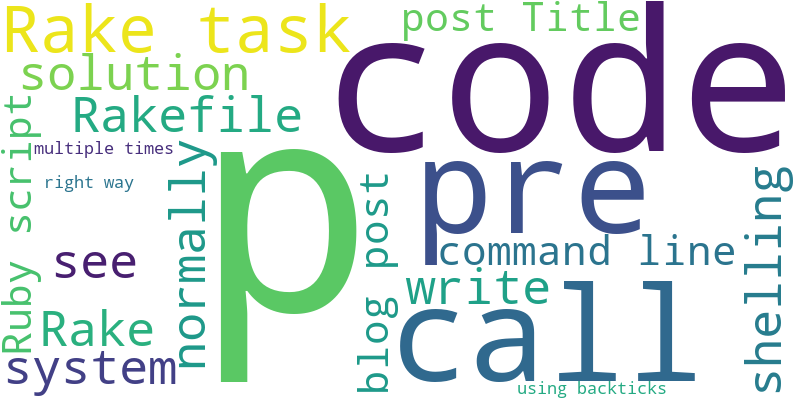 Rake task
post Title
code
solution
Rakefile
Ruby script
multiple times
right way
normally
p
pre
shelling
see
blog post
command line
write
Rake
call
system
using backticks